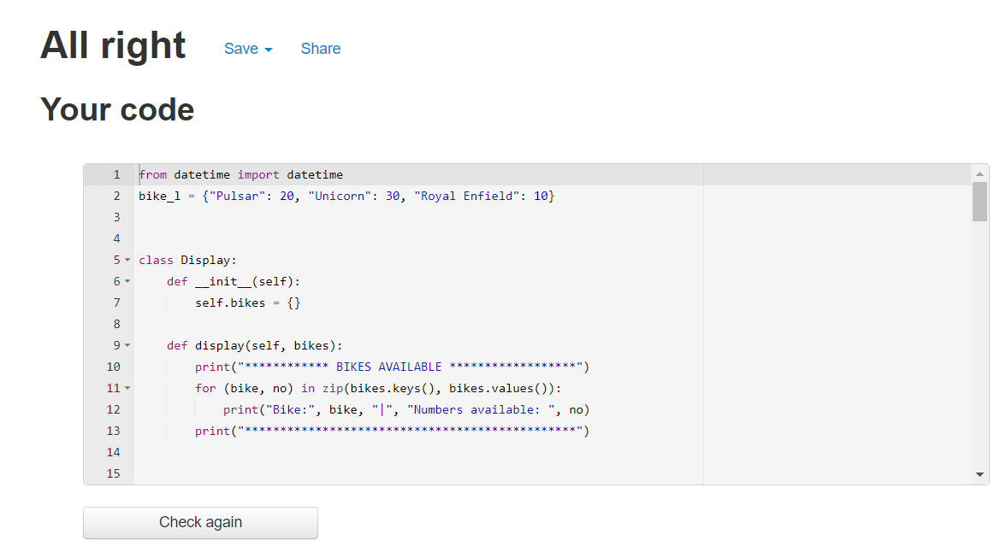 All right Save Share
Your code
1 from datetime import datetime
2 bike_l = {"Pulsar": 20, "Unicorn": 30, "Royal Enfield": 10}
3
4
5 class Display:
6     def __init__(self):
7         self.bikes = {}
8
9     def display(self, bikes):
10         print("************ BIKES AVAILABLE ******************")
11         for (bike, no) in zip(bikes.keys(), bikes.values()):
12             print("Bike:", bike, "|", "Numbers available: ", no)
13         print("***********************************************")
14
15
Check again